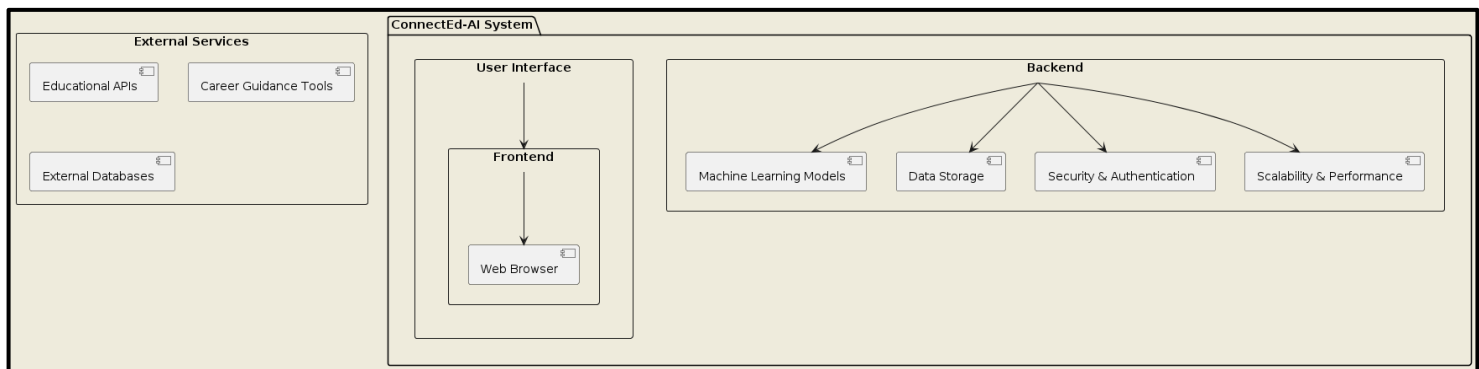 ConnectEd-AI System
External Services
Educational APIs
Career Guidance Tools
External Databases
User Interface
Frontend
Web Browser
Backend
Machine Learning Models
Data Storage
Security & Authentication
Scalability & Performance